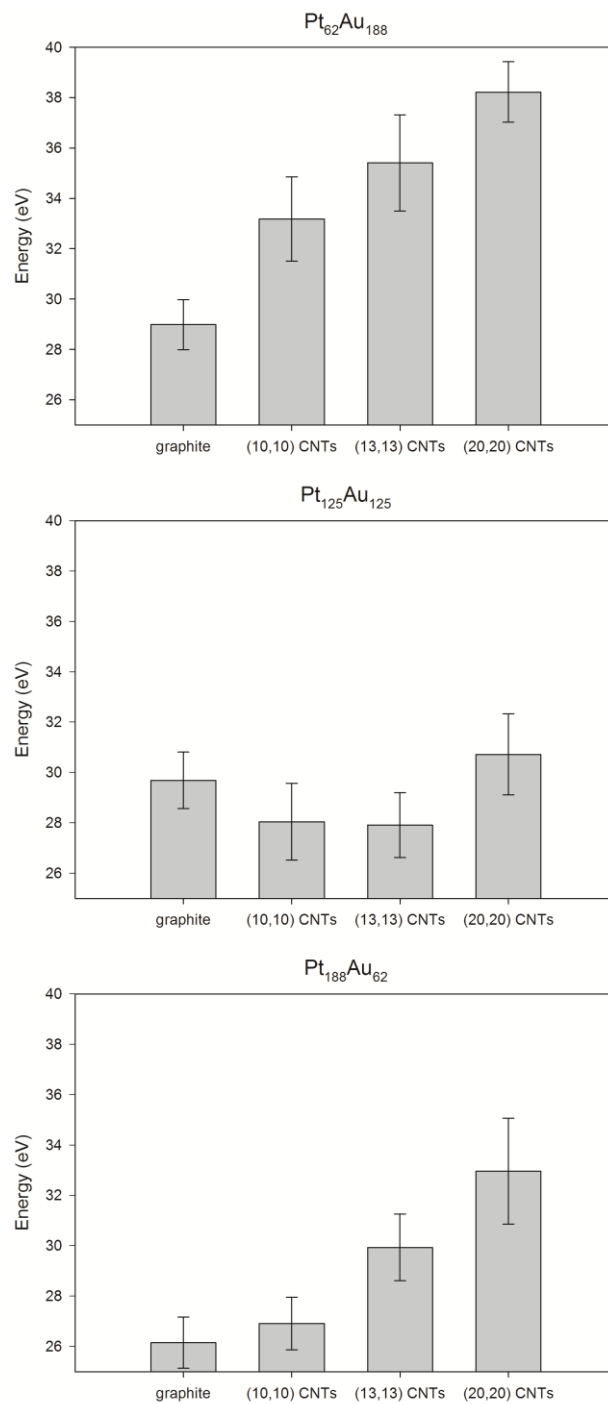 Pt₆₂Au₁₈₈
Energy (eV)
40
38
36
34
32
30
28
26
graphite (10,10) CNTs (13,13) CNTs (20,20) CNTs
Pt₁₂₅Au₁₂₅
Energy (eV)
40
38
36
34
32
30
28
26
graphite (10,10) CNTs (13,13) CNTs (20,20) CNTs
Pt₁₈₈Au₆₂
Energy (eV)
40
38
36
34
32
30
28
26
graphite (10,10) CNTs (13,13) CNTs (20,20) CNTs